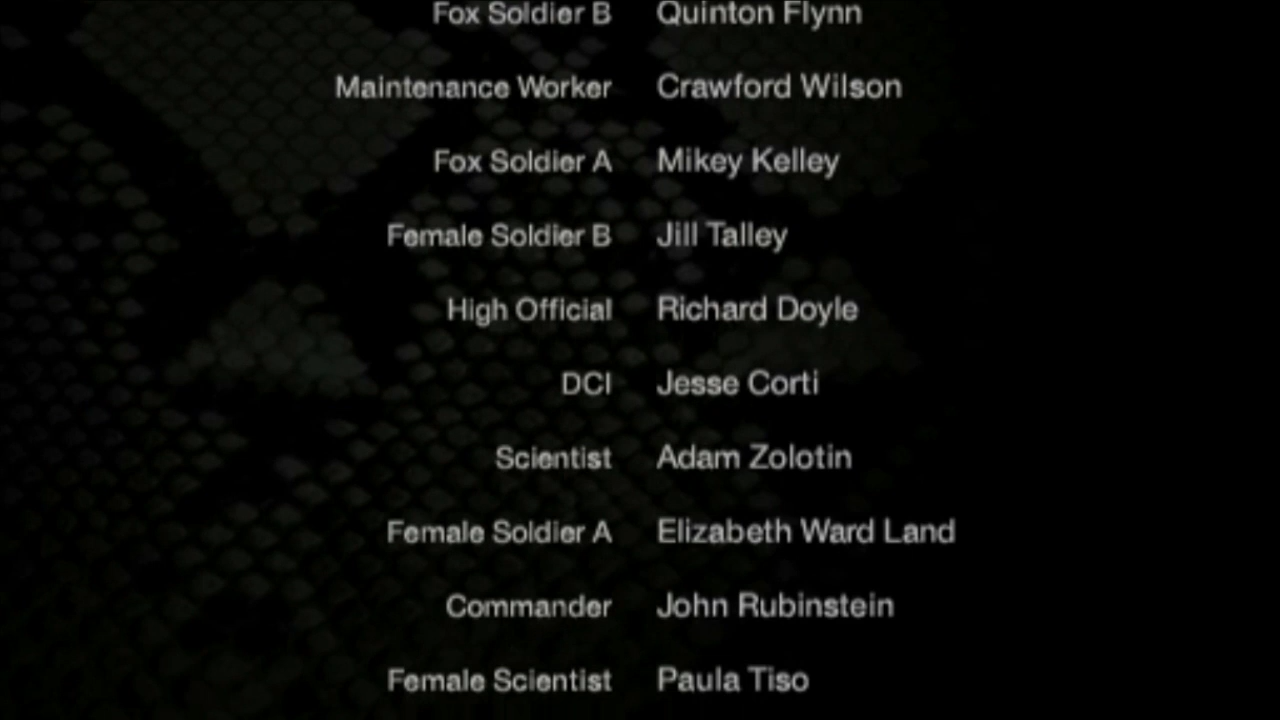 Fox Soldier B Quinton Flynn
Maintenance Worker Crawford Wilson
Fox Soldier A Mikey Kelley
Female Soldier B Jill Talley
High Official Richard Doyle
DCI Jesse Corti
Scientist Adam Zolotin
Female Soldier A Elizabeth Ward Land
Commander John Rubinstein
Female Scientist Paula Tiso